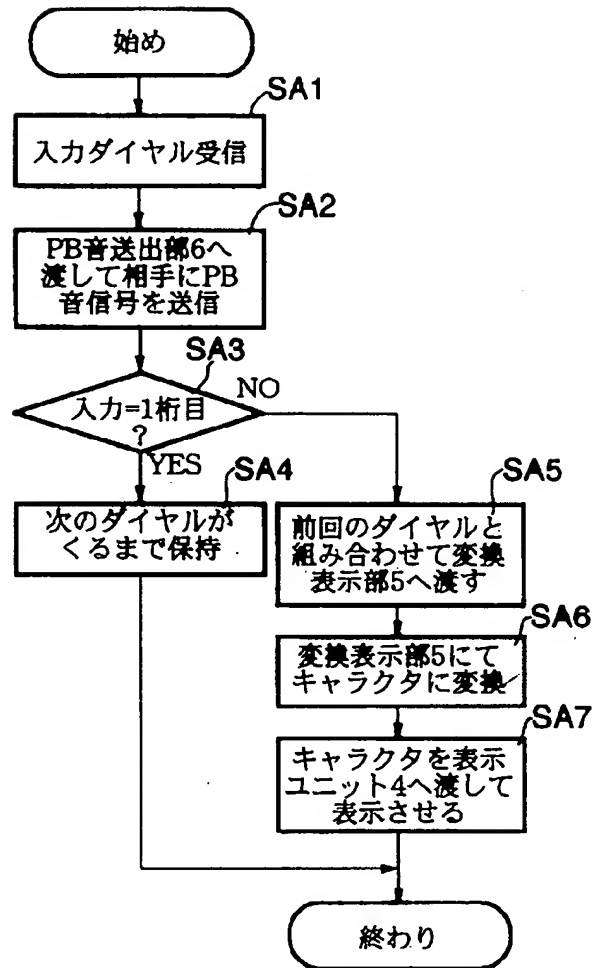 始め
SA1
入力ダイヤル受信
SA2
PB音送出部6へ
渡して相手にPB
音信号を送信
SA3
NO
入力=1桁目
?
YES
SA4
次のダイヤルが
くるまで保持
SA5
前回のダイヤルと
組み合わせて変換
表示部5へ渡す
SA6
変換表示部5にて
キャラクタに変換
SA7
キャラクタを表示
ユニット4へ渡して
表示させる
終わり